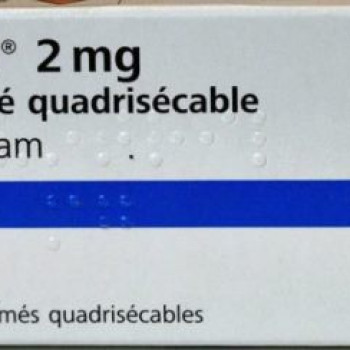 ® 2 mg
é quadrisécable
am
més quadrisécables